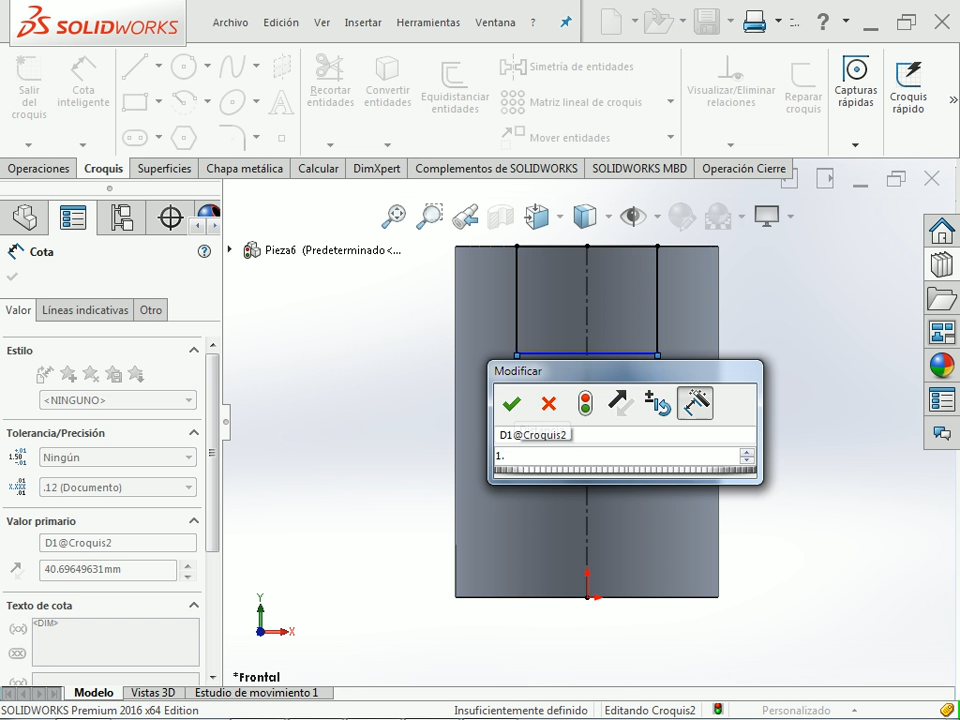 SOLIDWORKS
Archivo Edición Ver Insertar Herramientas Ventana ?
Salir del croquis
Cota inteligente
Recortar entidades
Convertir entidades
Equidistanciar entidades
Simetría de entidades
Matriz lineal de croquis
Mover entidades
Visualizar/Eliminar relaciones
Reparar croquis
Capturas rápidas
Croquis rápido
Operaciones Croquis Superficies Chapa metálica Calcular DimXpert Complementos de SOLIDWORKS SOLIDWORKS MBD Operación Cierre
Cota
Pieza6 (Predeterminado<...
Valor Líneas indicativas Otro
Estilo
<NINGUNO>
Tolerancia/Precisión
Ningún
.12 (Documento)
Valor primario
D1@Croquis2
40.69649631mm
Texto de cota
<DIM>
Modificar
D1@Croquis2
1.
Y
X
*Frontal
Modelo Vistas 3D Estudio de movimiento 1
SOLIDWORKS Premium 2016 x64 Edition Insuficientemente definido Editando Croquis2 Personalizado